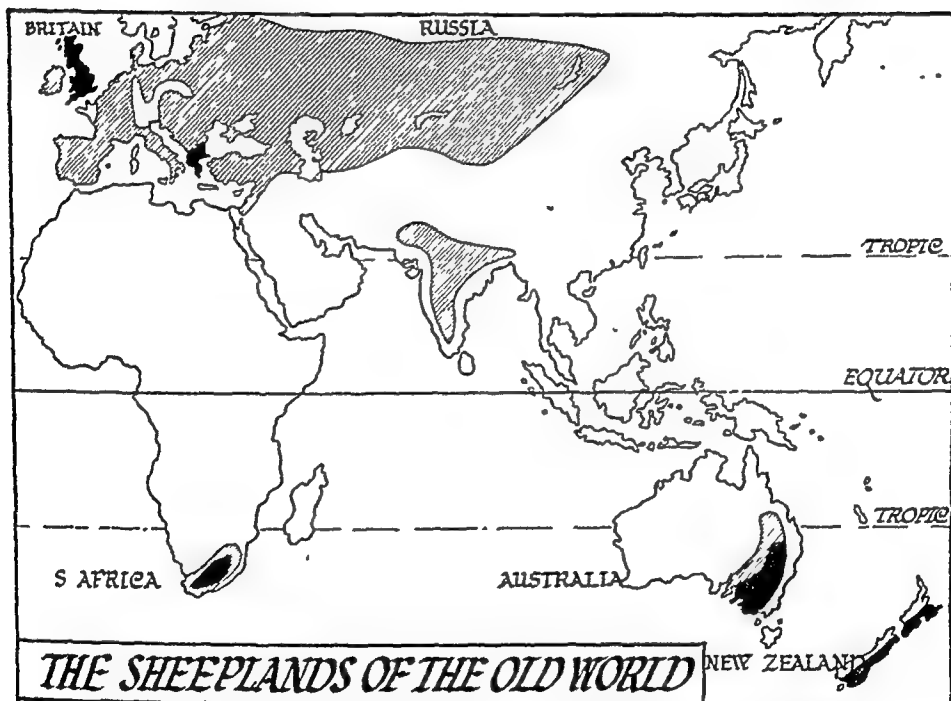 BRITAIN
RUSSIA
TROPIC
EQUATOR
TROPIC
S AFRICA
AUSTRALIA
NEW ZEALAND
THE SHEEPLANDS OF THE OLD WORLD